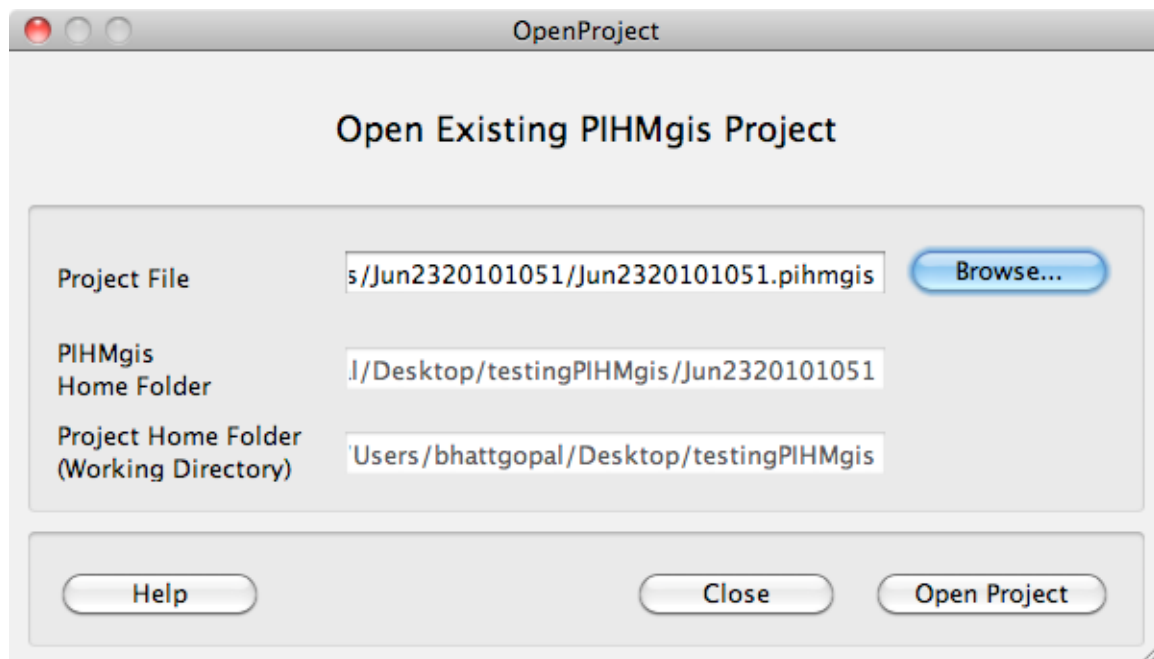 OpenProject
Open Existing PIHMgis Project
Project File
s/Jun2320101051/Jun2320101051.pihmgis
Browse...
PIHMgis
Home Folder
l/Desktop/testingPIHMgis/Jun2320101051
Project Home Folder
(Working Directory)
/Users/bhattgopal/Desktop/testingPIHMgis
Help
Close
Open Project